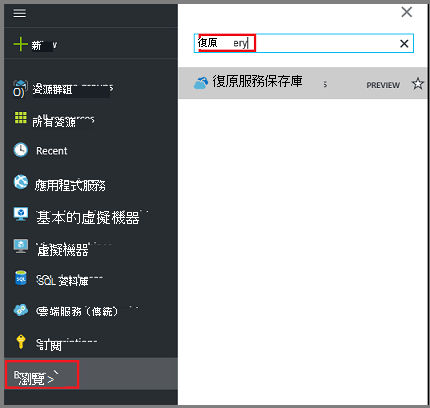 新
復原 ery
復原服務保存庫
PREVIEW
資源群組
所有資源
Recent
應用程式服務
基本的虛擬機器
虛擬機器
SQL 資料庫
雲端服務（傳統）
訂閱
瀏覽 >